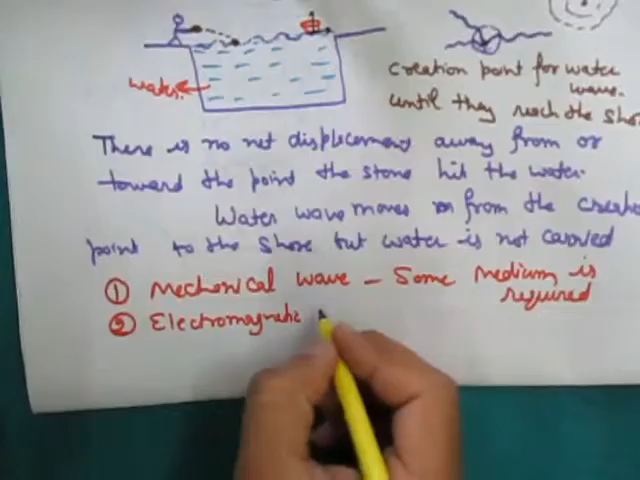 water.
creation point for water
wave.
until they reach the shore
There is no net displacement away from or
toward the point the stone hit the water.
Water wave moves from the creation
point to the shore but water is not carried
① Mechanical wave - Some medium is
required
② Electromagnetic